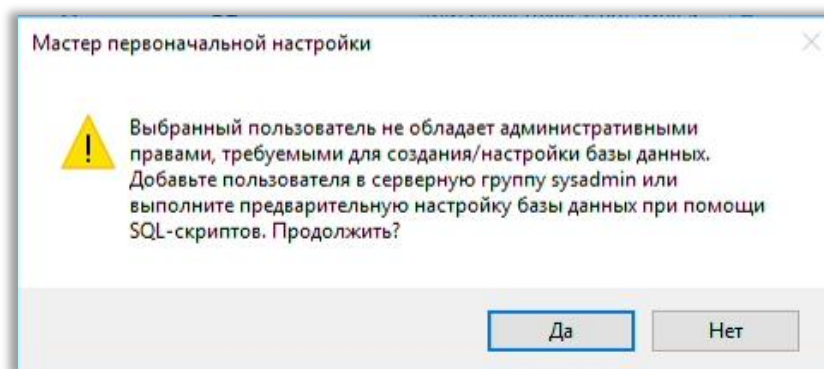 Мастер первоначальной настройки
Выбранный пользователь не обладает административными
правами, требуемыми для создания/настройки базы данных.
Добавьте пользователя в серверную группу sysadmin или
выполните предварительную настройку базы данных при помощи
SQL-скриптов. Продолжить?
Да
Нет